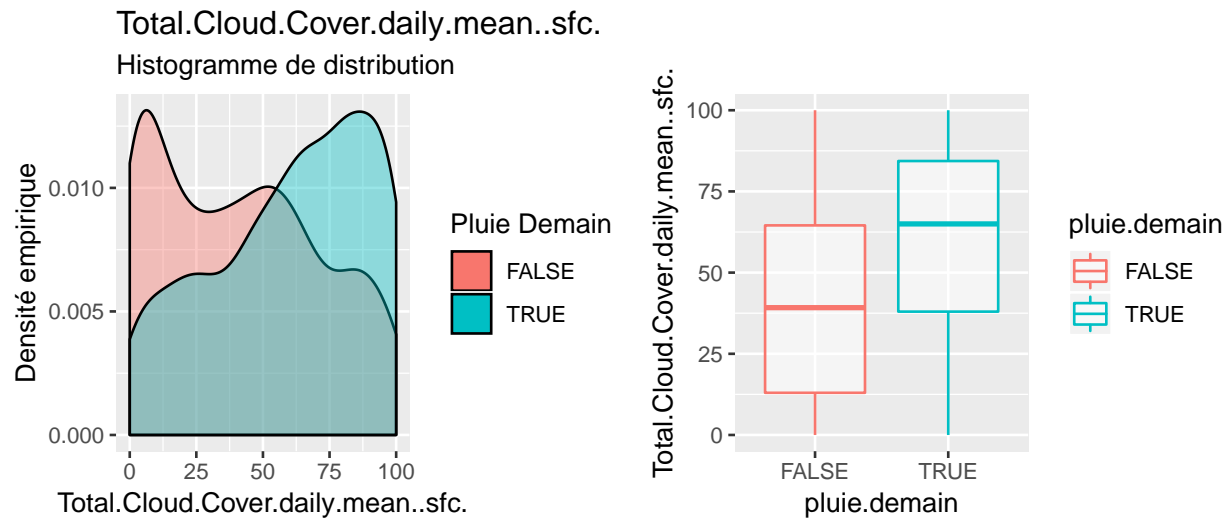 Total.Cloud.Cover.daily.mean..sfc.
Histogramme de distribution
Densité empirique
0.010
0.005
0.000
0
25
50
75
100
Total.Cloud.Cover.daily.mean..sfc.
Pluie Demain
FALSE
TRUE
Total.Cloud.Cover.daily.mean..sfc.
100
75
50
25
0
FALSE
TRUE
pluie.demain
pluie.demain
FALSE
TRUE